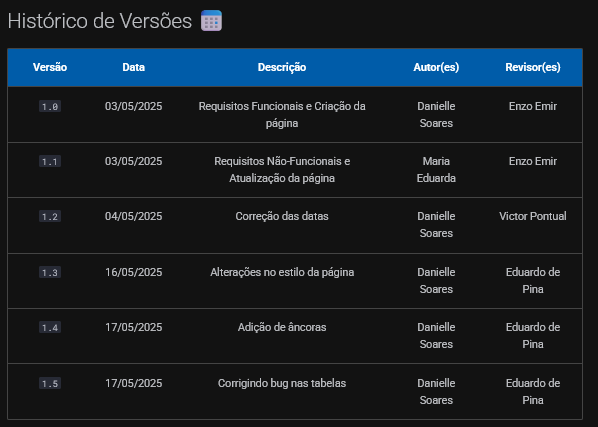 Histórico de Versões
Versão Data Descrição Autor(es) Revisor(es)
1.0 03/05/2025 Requisitos Funcionais e Criação da Danielle Enzo Emir
página Soares
1.1 03/05/2025 Requisitos Não-Funcionais e Maria Enzo Emir
Atualização da página Eduarda
1.2 04/05/2025 Correção das datas Danielle Victor Pontual
Soares
1.3 16/05/2025 Alterações no estilo da página Danielle Eduardo de
Soares Pina
1.4 17/05/2025 Adição de âncoras Danielle Eduardo de
Soares Pina
1.5 17/05/2025 Corrigindo bug nas tabelas Danielle Eduardo de
Soares Pina